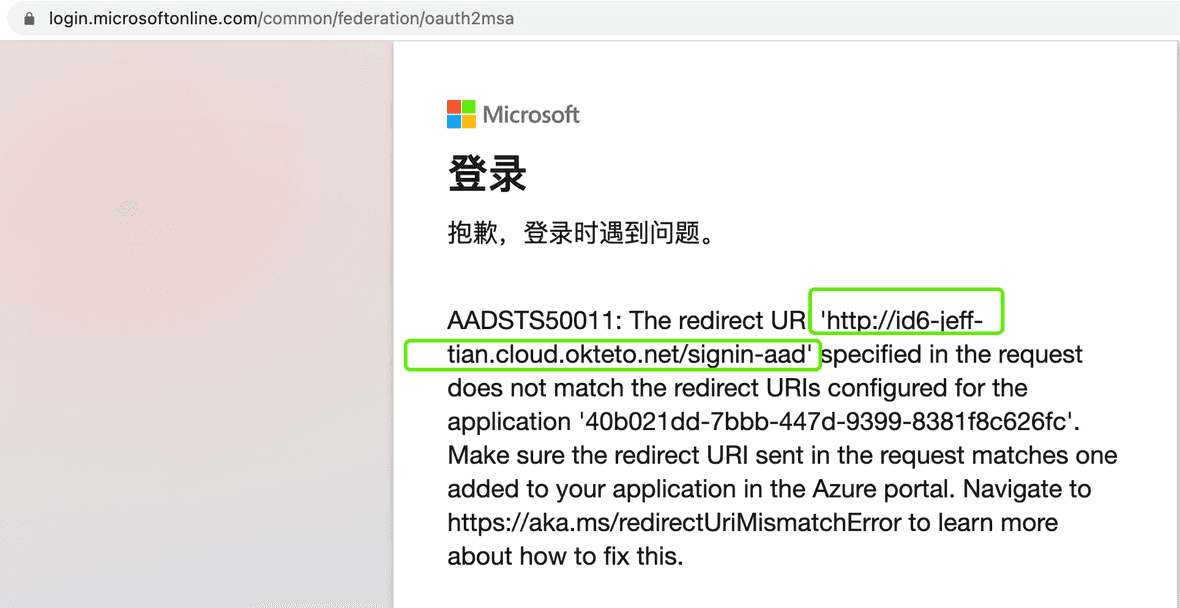 login.microsoftonline.com/common/federation/oauth2msa
Microsoft
登录
抱歉，登录时遇到问题。
AADSTS50011: The redirect UR 'http://id6-jeff-
tian.cloud.okteto.net/signin-aad' specified in the request
does not match the redirect URIs configured for the
application '40b021dd-7bbb-447d-9399-8381f8c626fc'.
Make sure the redirect URI sent in the request matches one
added to your application in the Azure portal. Navigate to
https://aka.ms/redirectUriMismatchError to learn more
about how to fix this.